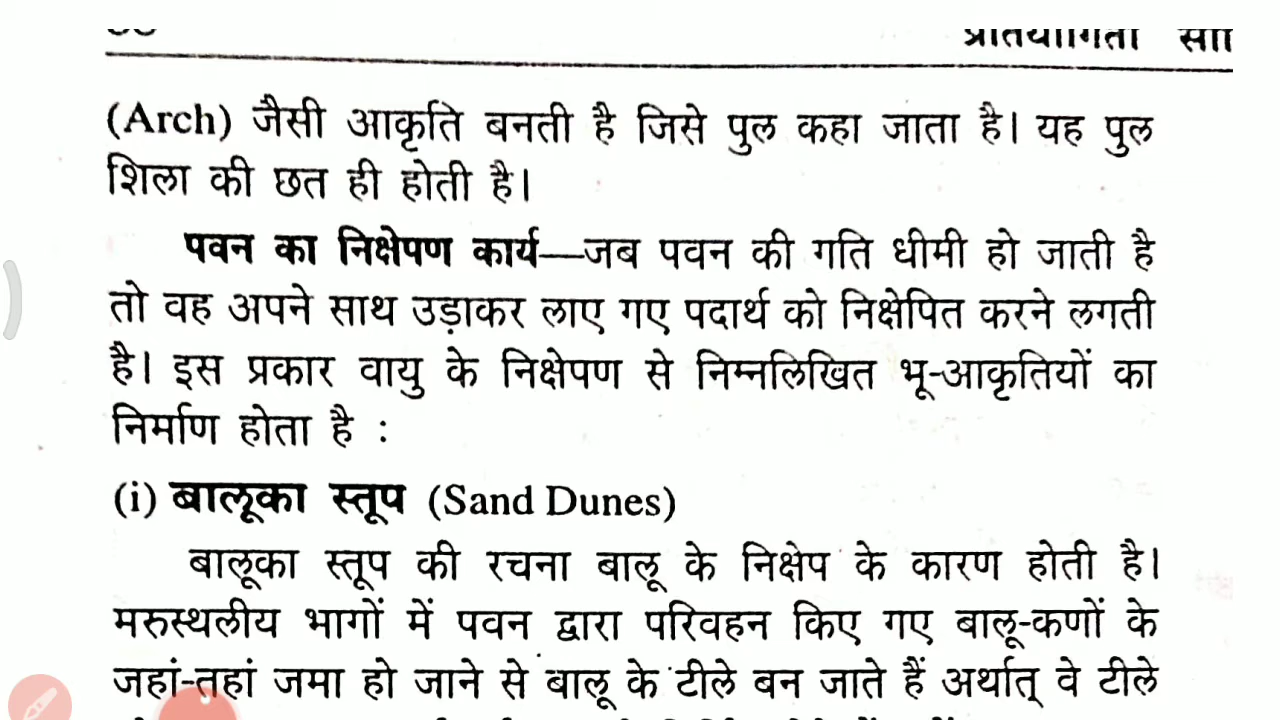 (Arch) जैसी आकृति बनती है जिसे पुल कहा जाता है। यह पुल
शिला की छत ही होती है।
पवन का निक्षेपण कार्य—जब पवन की गति धीमी हो जाती है
तो वह अपने साथ उड़ाकर लाए गए पदार्थ को निक्षेपित करने लगती
है। इस प्रकार वायु के निक्षेपण से निम्नलिखित भू-आकृतियों का
निर्माण होता है :
(i) बालूका स्तूप (Sand Dunes)
बालूका स्तूप की रचना बालू के निक्षेप के कारण होती है।
मरुस्थलीय भागों में पवन द्वारा परिवहन किए गए बालू-कणों के
जहां-तहां जमा हो जाने से बालू के टीले बन जाते हैं अर्थात् वे टीले